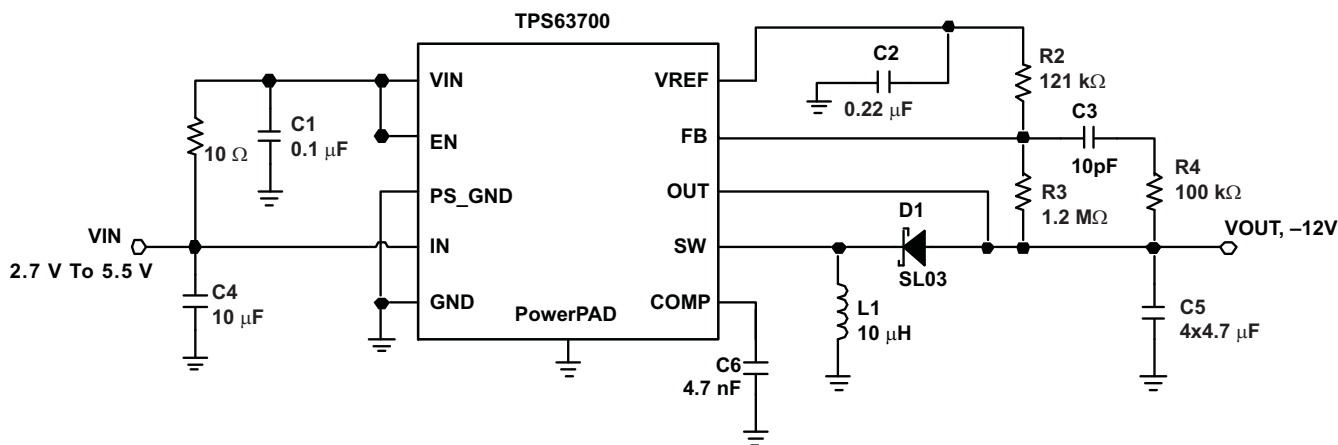 TPS63700
VIN
EN
PS_GND
IN
GND
PowerPAD
VREF
FB
OUT
SW
COMP
10 Ω
C1
0.1 μF
VIN
2.7 V To 5.5 V
C4
10 μF
C2
0.22 μF
R2
121 kΩ
C3
10pF
R3
1.2 MΩ
R4
100 kΩ
D1
SL03
VOUT, –12V
L1
10 μH
C5
4x4.7 μF
C6
4.7 nF